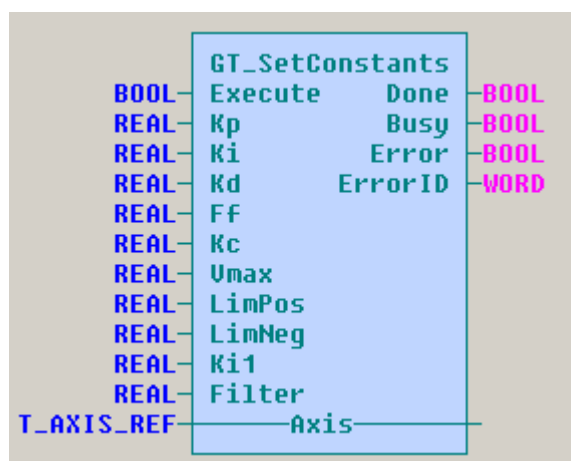 GT_SetConstants
BOOL Execute Done BOOL
REAL Kp Busy BOOL
REAL Ki Error BOOL
REAL Kd ErrorID WORD
REAL Ff
REAL Kc
REAL Vmax
REAL LimPos
REAL LimNeg
REAL Ki1
REAL Filter
T_AXIS_REF Axis